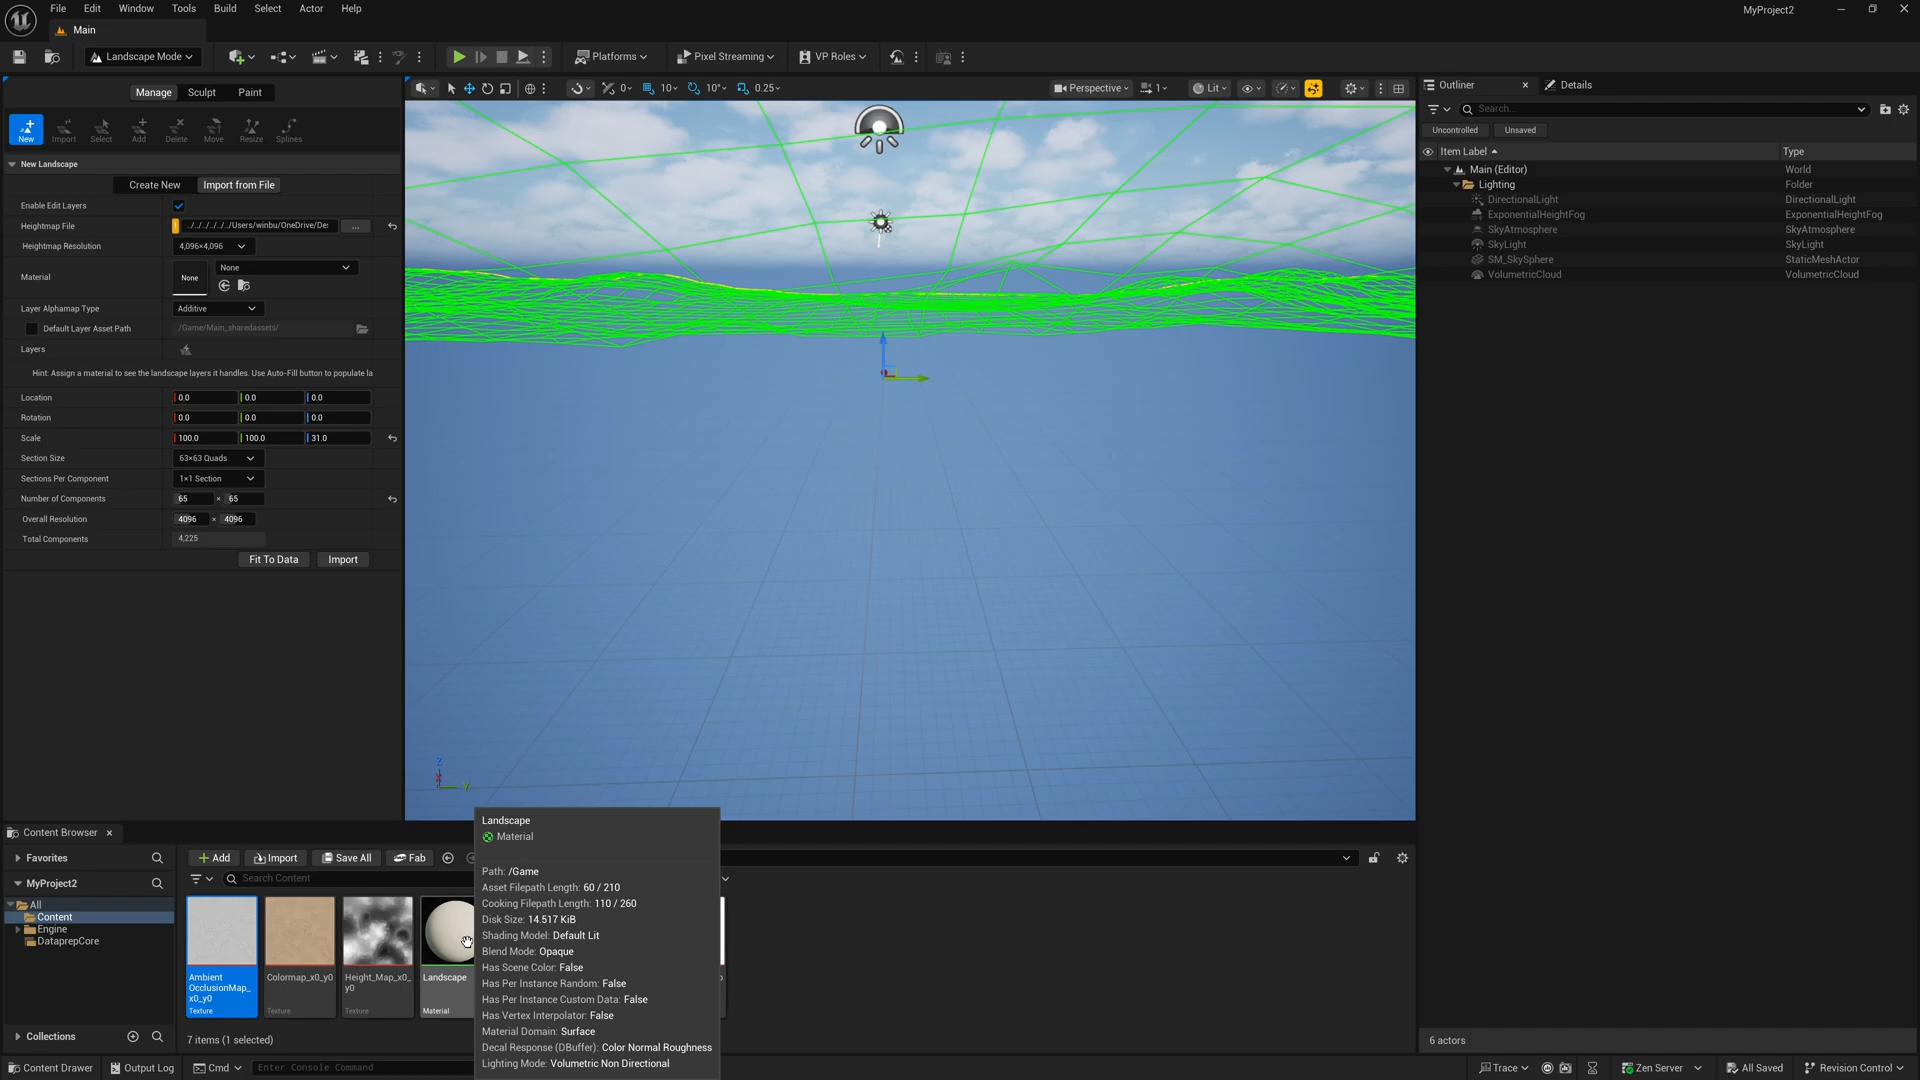 File Edit Window Tools Build Select Actor Help
MyProject2
Main
Landscape Mode
Platforms
Pixel Streaming
VP Roles
Manage Sculpt Paint
New Import Select Add Delete Move Resize Splines
New Landscape
Create New Import from File
Enable Edit Layers
Heightmap File ../../../../../../Users/winbu/OneDrive/De: ...
Heightmap Resolution 4,096×4,096
Material None None
Layer Alphamap Type Additive
Default Layer Asset Path /Game/Main_sharedassets/
Layers
Hint: Assign a material to see the landscape layers it handles. Use Auto-Fill button to populate la
Location 0.0 0.0 0.0
Rotation 0.0 0.0 0.0
Scale 100.0 100.0 31.0
Section Size 63×63 Quads
Sections Per Component 1×1 Section
Number of Components 65 × 65
Overall Resolution 4096 × 4096
Total Components 4,225
Fit To Data Import
0 10 10° 0.25
Perspective 1 Lit
Z
X
Y
Outliner Details
Search...
Uncontrolled Unsaved
Item Label Type
Main (Editor) World
Lighting Folder
DirectionalLight DirectionalLight
ExponentialHeightFog ExponentialHeightFog
SkyAtmosphere SkyAtmosphere
SkyLight SkyLight
SM_SkySphere StaticMeshActor
VolumetricCloud VolumetricCloud
6 actors
Content Browser
Favorites
MyProject2
All
Content
Engine
DataprepCore
Collections
Add Import Save All Fab
Search Content
Ambient
OcclusionMap_
x0_y0
Texture
Colormap_x0_y0
Texture
Height_Map_x0_
y0
Texture
Landscape
Material
7 items (1 selected)
Landscape
Material
Path: /Game
Asset Filepath Length: 60 / 210
Cooking Filepath Length: 110 / 260
Disk Size: 14.517 KiB
Shading Model: Default Lit
Blend Mode: Opaque
Has Scene Color: False
Has Per Instance Random: False
Has Per Instance Custom Data: False
Has Vertex Interpolator: False
Material Domain: Surface
Decal Response (DBuffer): Color Normal Roughness
Lighting Mode: Volumetric Non Directional
Content Drawer Output Log Cmd Enter Console Command
Trace Zen Server All Saved Revision Control